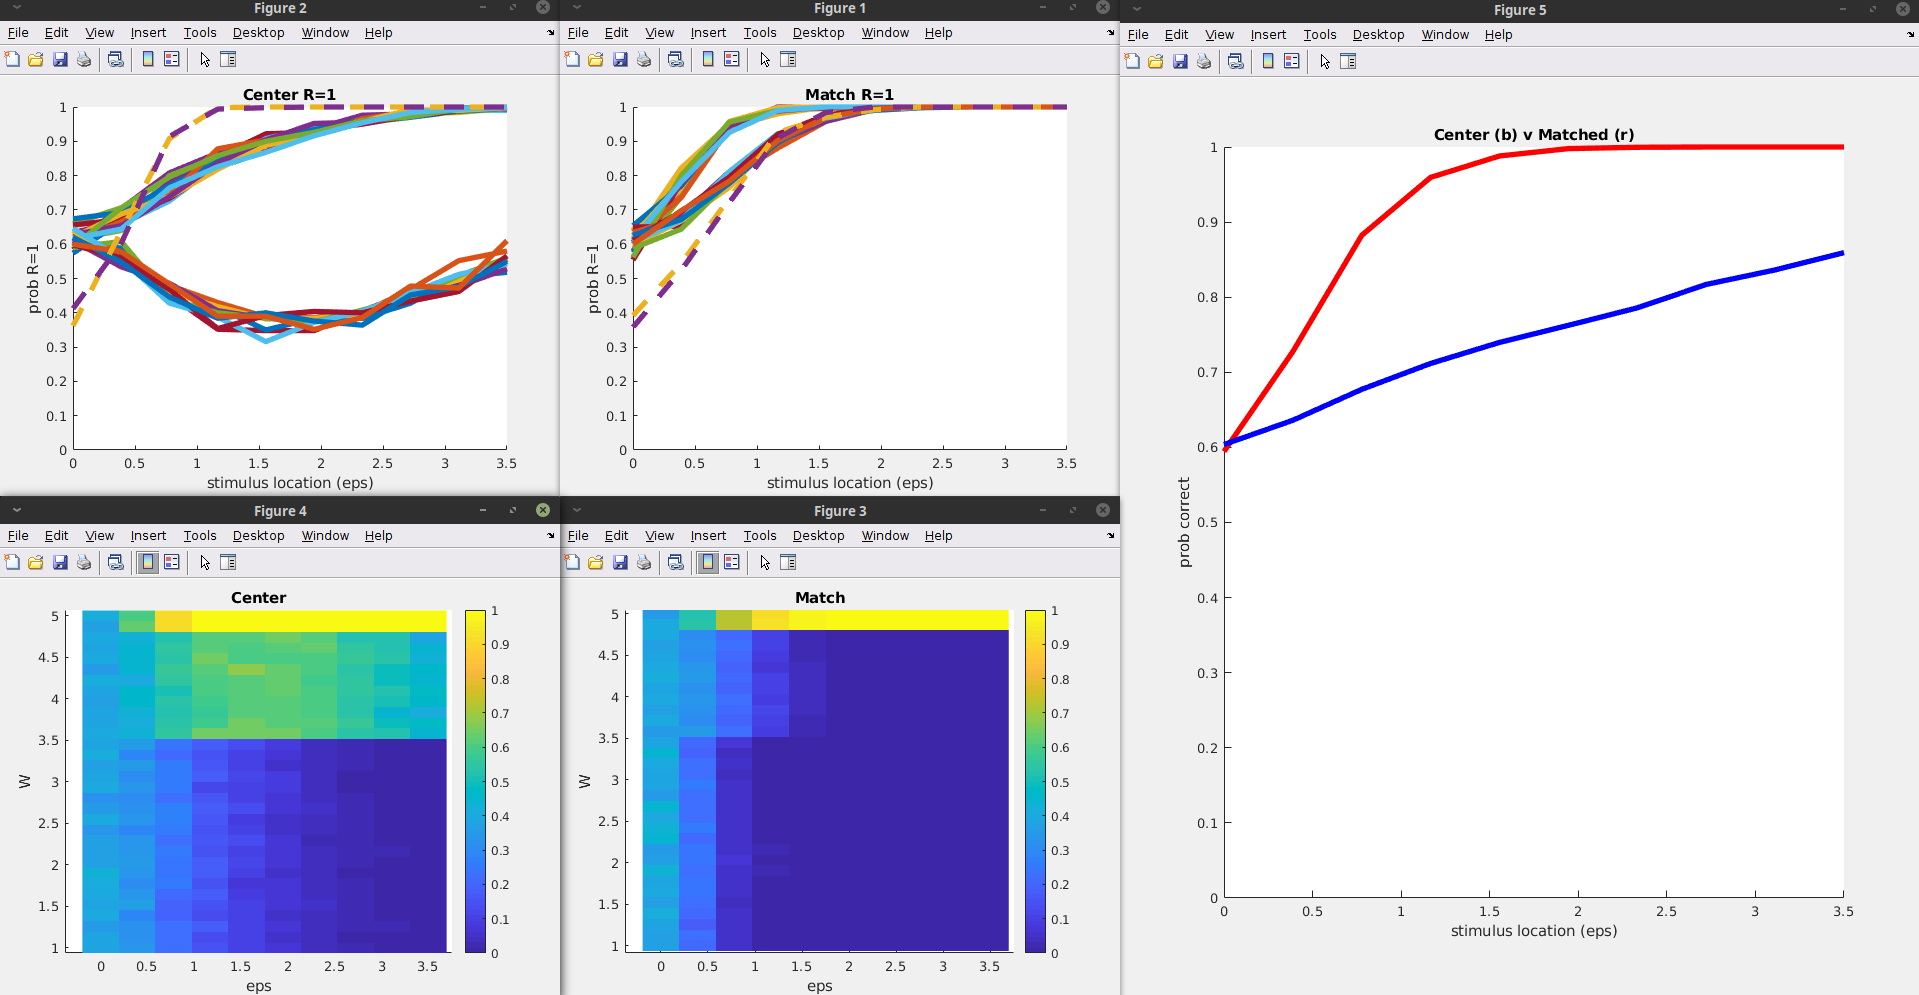 Figure 2
File Edit View Insert Tools Desktop Window Help
Center R=1
prob R=1
1
0.9
0.8
0.7
0.6
0.5
0.4
0.3
0.2
0.1
0
0 0.5 1 1.5 2 2.5 3 3.5
stimulus location (eps)
Figure 1
File Edit View Insert Tools Desktop Window Help
Match R=1
prob R=1
1
0.9
0.8
0.7
0.6
0.5
0.4
0.3
0.2
0.1
0
0 0.5 1 1.5 2 2.5 3 3.5
stimulus location (eps)
Figure 5
File Edit View Insert Tools Desktop Window Help
Center (b) v Matched (r)
prob correct
1
0.9
0.8
0.7
0.6
0.5
0.4
0.3
0.2
0.1
0
0 0.5 1 1.5 2 2.5 3 3.5
stimulus location (eps)
Figure 4
File Edit View Insert Tools Desktop Window Help
Center
W
5
4.5
4
3.5
3
2.5
2
1.5
1
0 0.5 1 1.5 2 2.5 3 3.5
eps
1
0.9
0.8
0.7
0.6
0.5
0.4
0.3
0.2
0.1
0
Figure 3
File Edit View Insert Tools Desktop Window Help
Match
W
5
4.5
4
3.5
3
2.5
2
1.5
1
0 0.5 1 1.5 2 2.5 3 3.5
eps
1
0.9
0.8
0.7
0.6
0.5
0.4
0.3
0.2
0.1
0